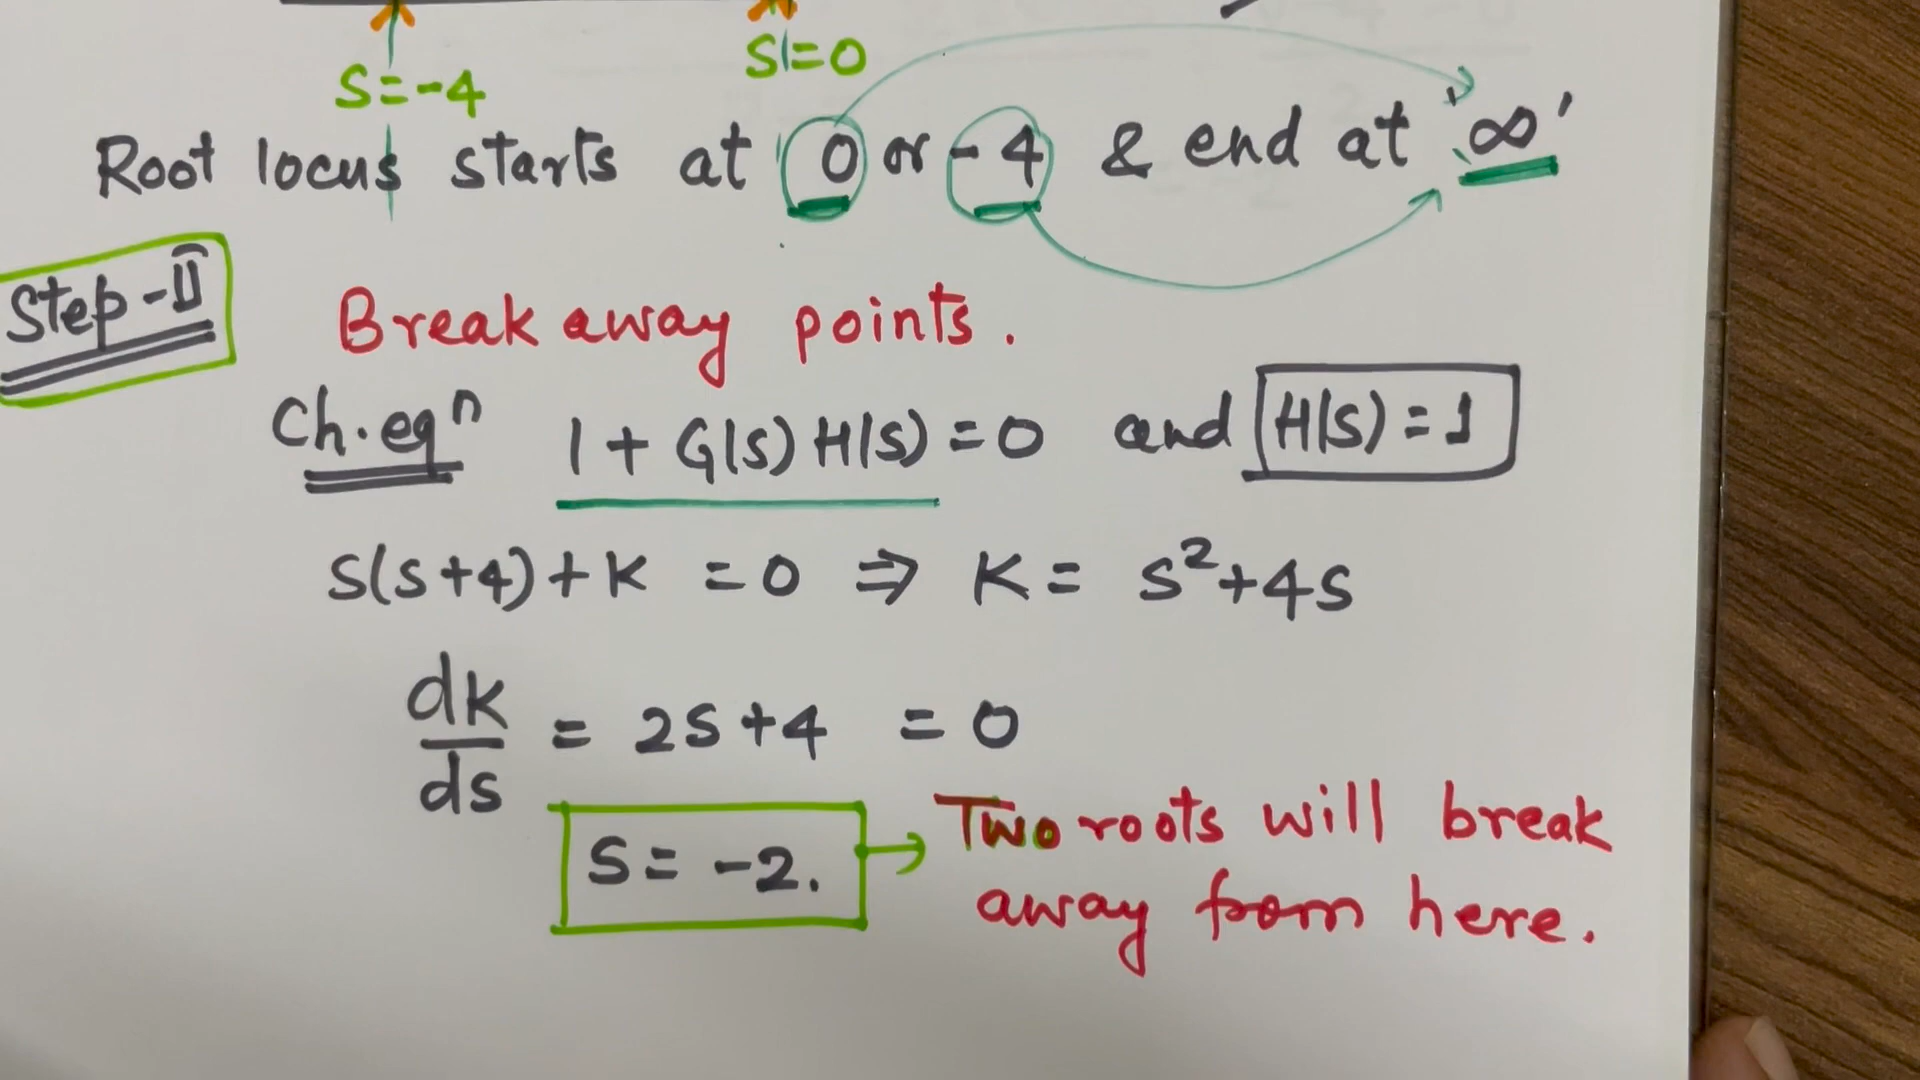 S=-4
S=0
Root locus starts at 0 or -4 & end at '∞'
Step-II
Break away points.
Ch.eqⁿ 1+G(S)H(S)=0 and H(S)=1
S(S+4)+K =0 ⇒ K= S²+4S
dK/ds = 2S+4 =0
S= -2. → Two roots will break
away from here.